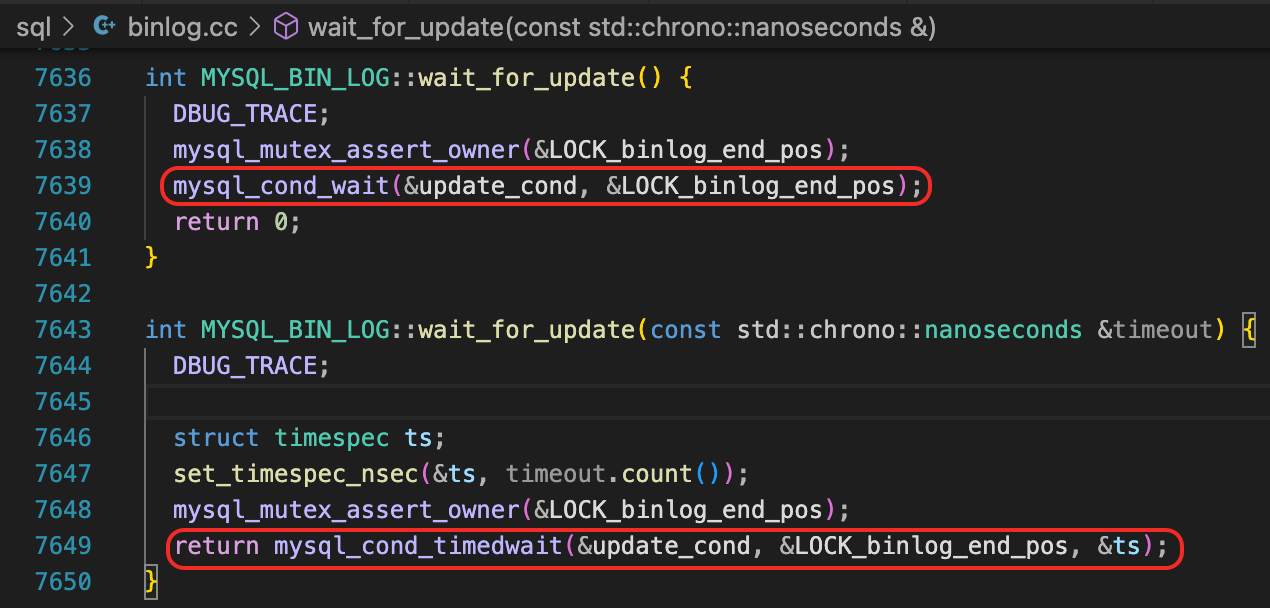 sql > binlog.cc > wait_for_update(const std::chrono::nanoseconds &)
7636 int MYSQL_BIN_LOG::wait_for_update() {
7637 DBUG_TRACE;
7638 mysql_mutex_assert_owner(&LOCK_binlog_end_pos);
7639 mysql_cond_wait(&update_cond, &LOCK_binlog_end_pos);
7640 return 0;
7641 }
7642
7643 int MYSQL_BIN_LOG::wait_for_update(const std::chrono::nanoseconds &timeout) {
7644 DBUG_TRACE;
7645
7646 struct timespec ts;
7647 set_timespec_nsec(&ts, timeout.count());
7648 mysql_mutex_assert_owner(&LOCK_binlog_end_pos);
7649 return mysql_cond_timedwait(&update_cond, &LOCK_binlog_end_pos, &ts);
7650 }